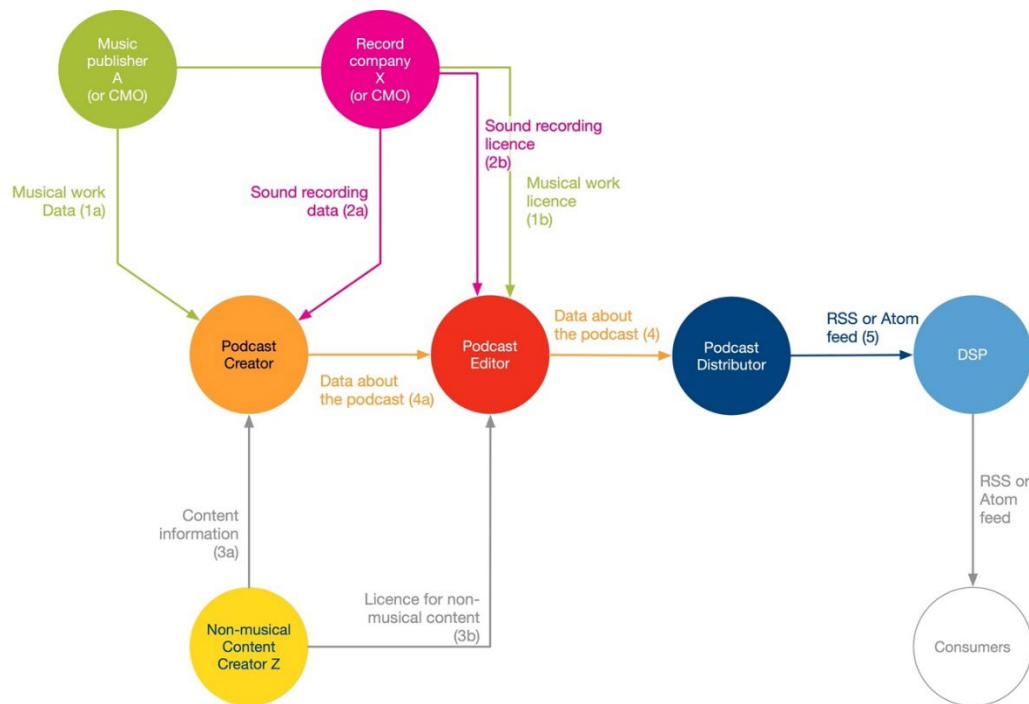 Music
publisher
A
(or CMO)
Record
company
X
(or CMO)
Sound recording
licence
(2b)
Musical work
Data (1a)
Sound recording
data (2a)
Musical work
licence
(1b)
Podcast
Creator
Data about
the podcast (4a)
Podcast
Editor
Data about
the podcast (4)
Podcast
Distributor
RSS or Atom
feed (5)
DSP
RSS or
Atom
feed
Content
information
(3a)
Licence for non-
musical content
(3b)
Non-musical
Content
Creator Z
Consumers